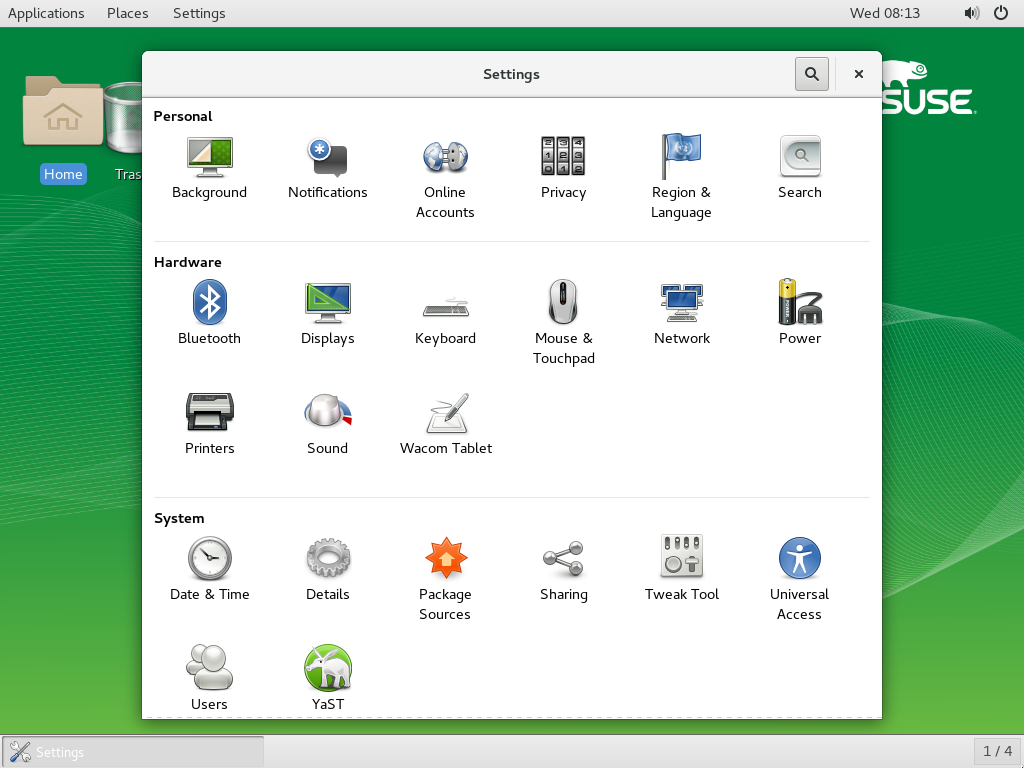 Applications Places Settings Wed 08:13
Settings
SUSE
Home
Personal
Background Notifications Online Accounts Privacy Region & Language Search
Hardware
Bluetooth Displays Keyboard Mouse & Touchpad Network Power
Printers Sound Wacom Tablet
System
Date & Time Details Package Sources Sharing Tweak Tool Universal Access
Users YaST
Settings 1 / 4